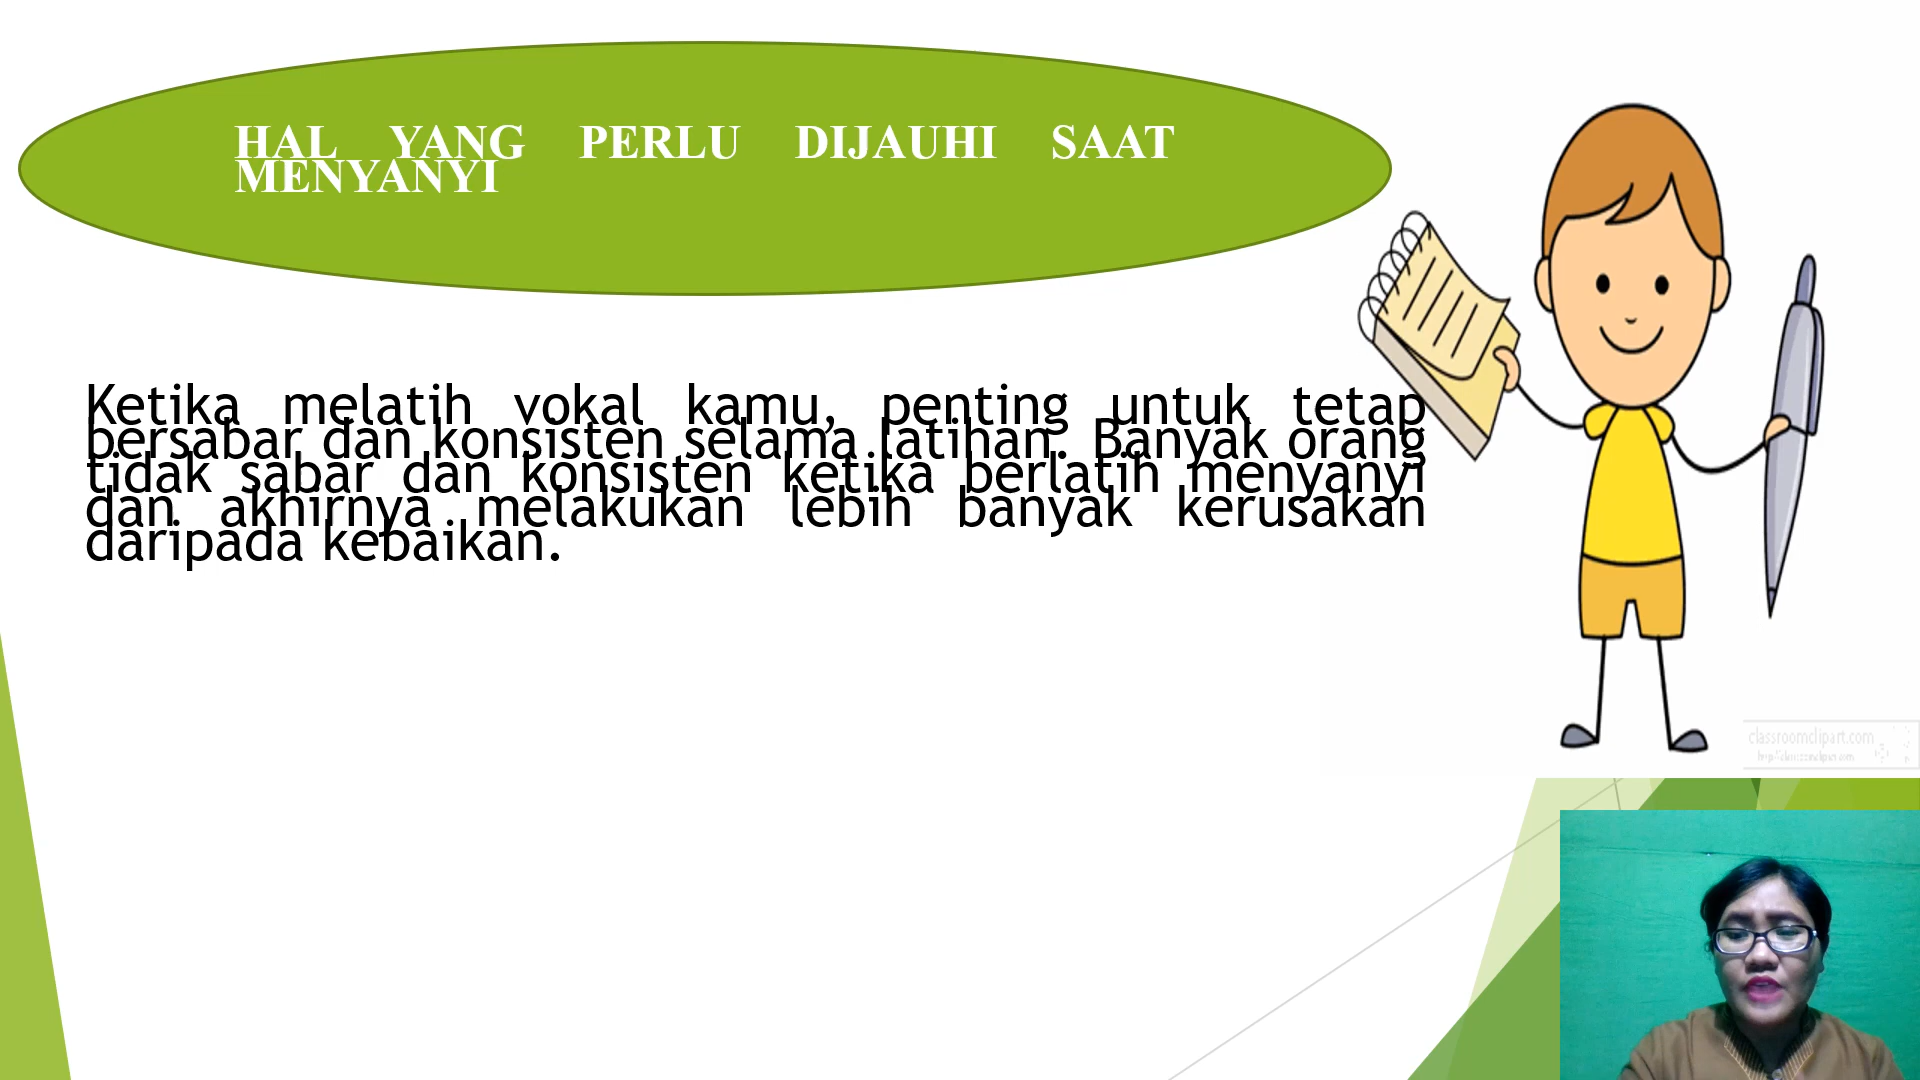 HAL YANG PERLU DIJAUHI SAAT
MENYANYI
Ketika melatih vokal kamu, penting untuk tetap
bersabar dan konsisten selama latihan. Banyak orang
tidak sabar dan konsisten ketika berlatih menyanyi
dan akhirnya melakukan lebih banyak kerusakan
daripada kebaikan.
classroomclipart.com